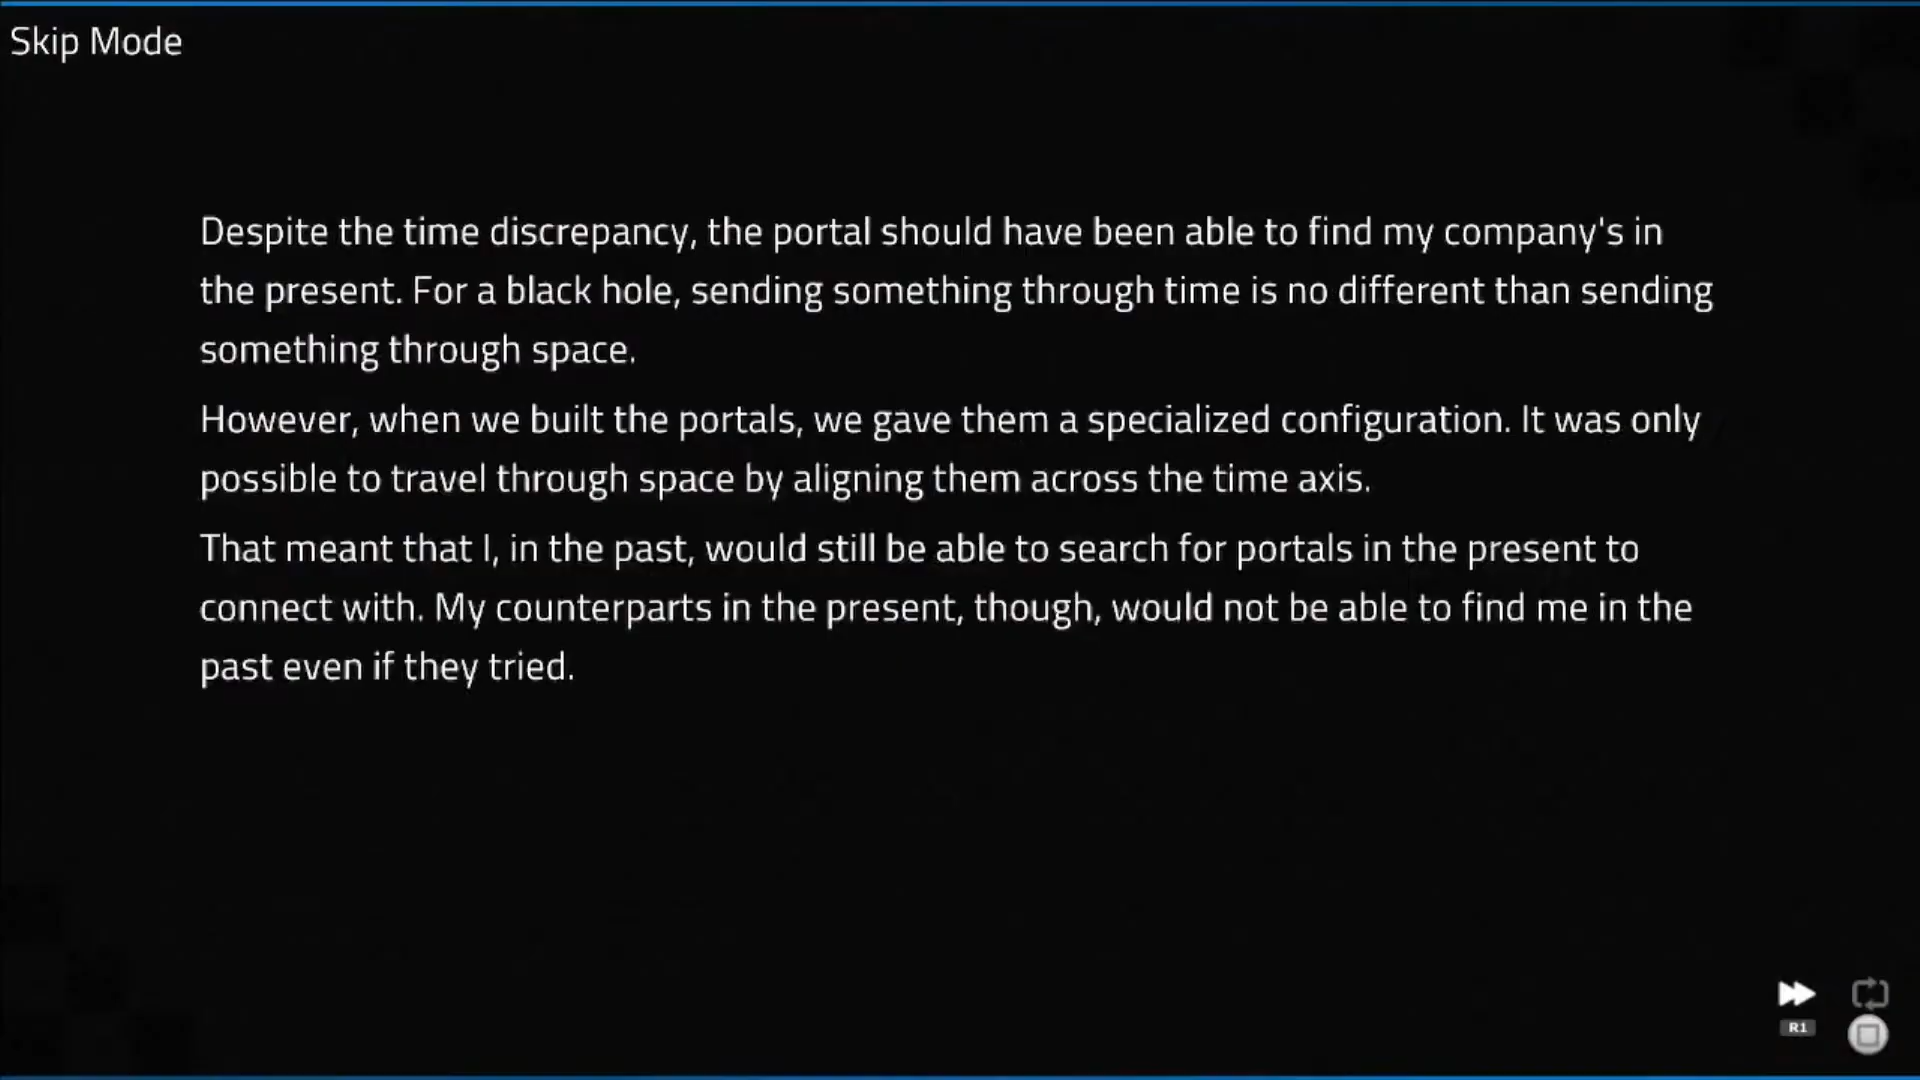 Skip Mode
Despite the time discrepancy, the portal should have been able to find my company's in
the present. For a black hole, sending something through time is no different than sending
something through space.
However, when we built the portals, we gave them a specialized configuration. It was only
possible to travel through space by aligning them across the time axis.
That meant that I, in the past, would still be able to search for portals in the present to
connect with. My counterparts in the present, though, would not be able to find me in the
past even if they tried.
R1